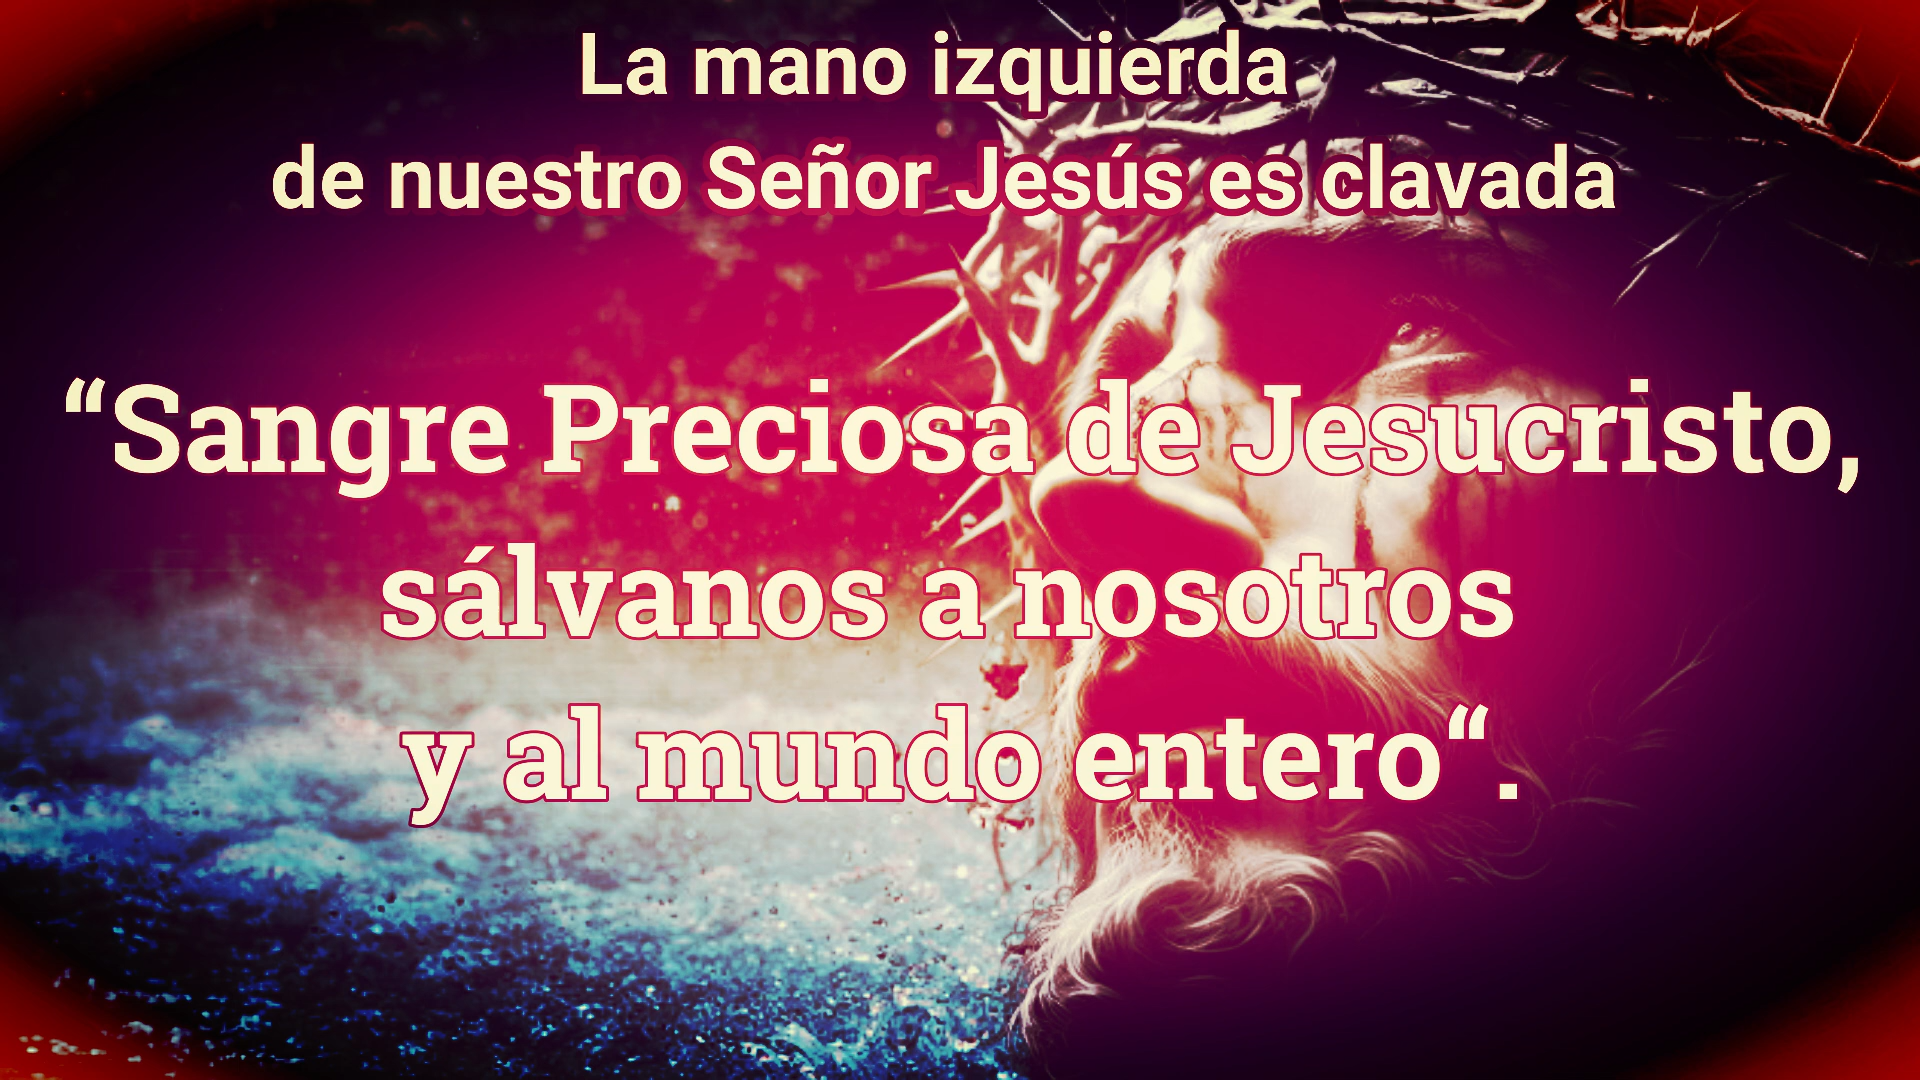 La mano izquierda
de nuestro Señor Jesús es clavada
“Sangre Preciosa de Jesucristo,
sálvanos a nosotros
y al mundo entero“.